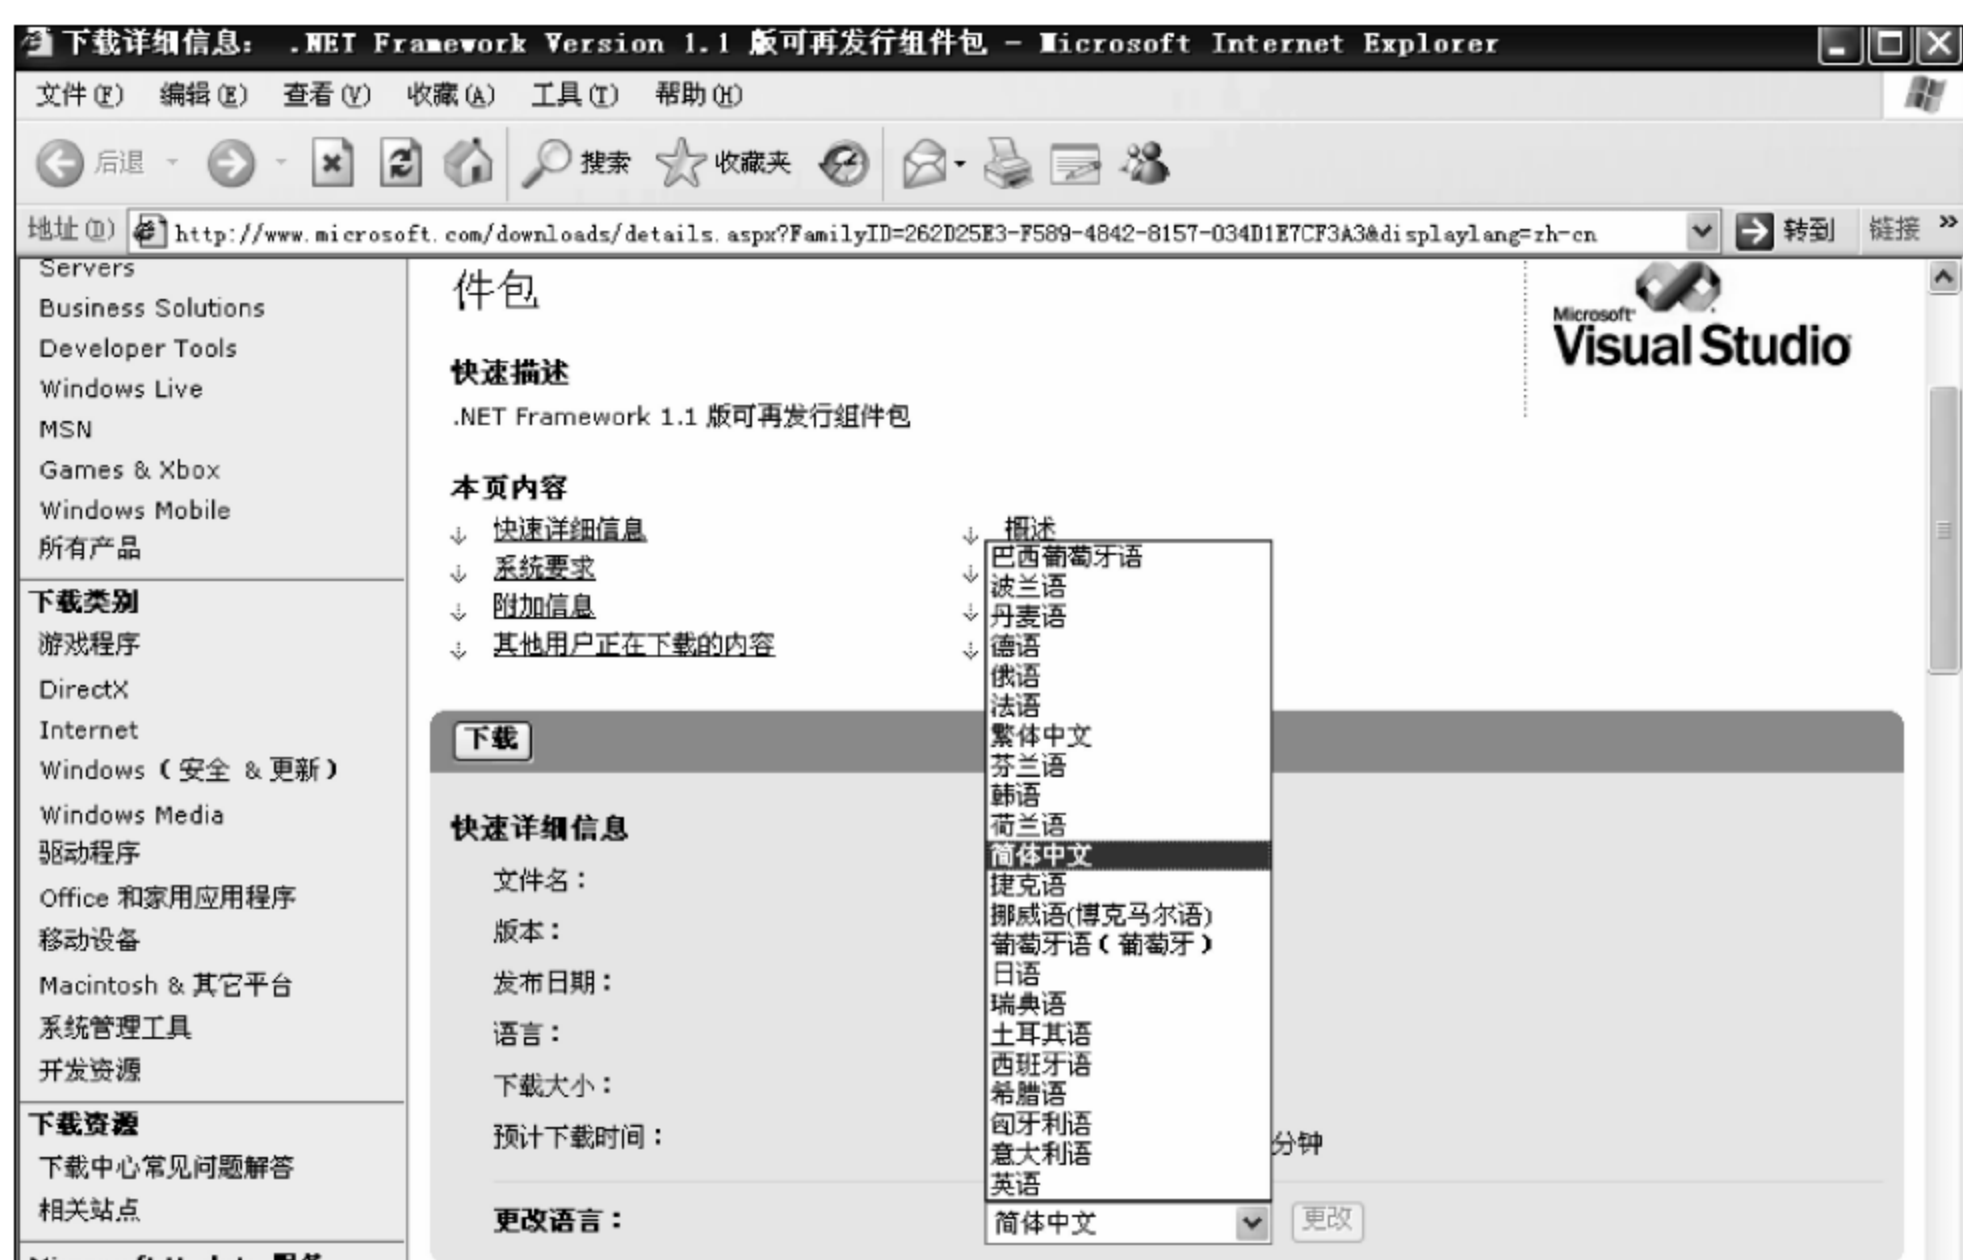 下载详细信息： .NET Framework Version 1.1 版可再发行组件包 - Microsoft Internet Explorer
文件(F) 编辑(E) 查看(V) 收藏(A) 工具(T) 帮助(H)
后退 搜索 收藏夹
地址(D) http://www.microsoft.com/downloads/details.aspx?FamilyID=262D25E3-F589-4842-8157-034D1E7CF3A3&displaylang=zh-cn 转到 链接 »
Servers
Business Solutions
Developer Tools
Windows Live
MSN
Games & Xbox
Windows Mobile
所有产品
下载类别
游戏程序
DirectX
Internet
Windows（安全 & 更新）
Windows Media
驱动程序
Office 和家用应用程序
移动设备
Macintosh & 其它平台
系统管理工具
开发资源
下载资源
下载中心常见问题解答
相关站点
件包
Microsoft
Visual Studio
快速描述
.NET Framework 1.1 版可再发行组件包
本页内容
快速详细信息
系统要求
附加信息
其他用户正在下载的内容
概述
下载
快速详细信息
文件名：
版本：
发布日期：
语言：
下载大小：
预计下载时间：
分钟
巴西葡萄牙语
波兰语
丹麦语
德语
俄语
法语
繁体中文
芬兰语
韩语
荷兰语
简体中文
捷克语
挪威语(博克马尔语)
葡萄牙语（葡萄牙）
日语
瑞典语
土耳其语
西班牙语
希腊语
匈牙利语
意大利语
英语
更改语言： 简体中文 更改